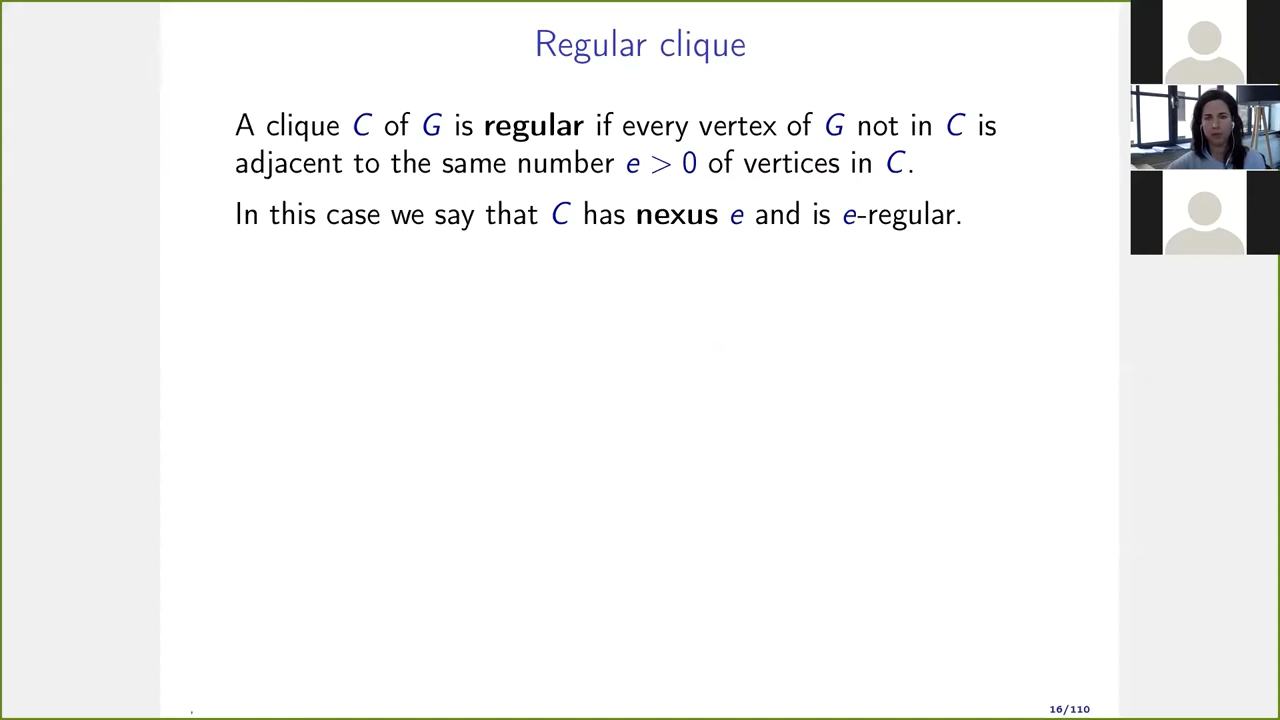 Regular clique
A clique C of G is regular if every vertex of G not in C is
adjacent to the same number e > 0 of vertices in C.
In this case we say that C has nexus e and is e-regular.
16/110